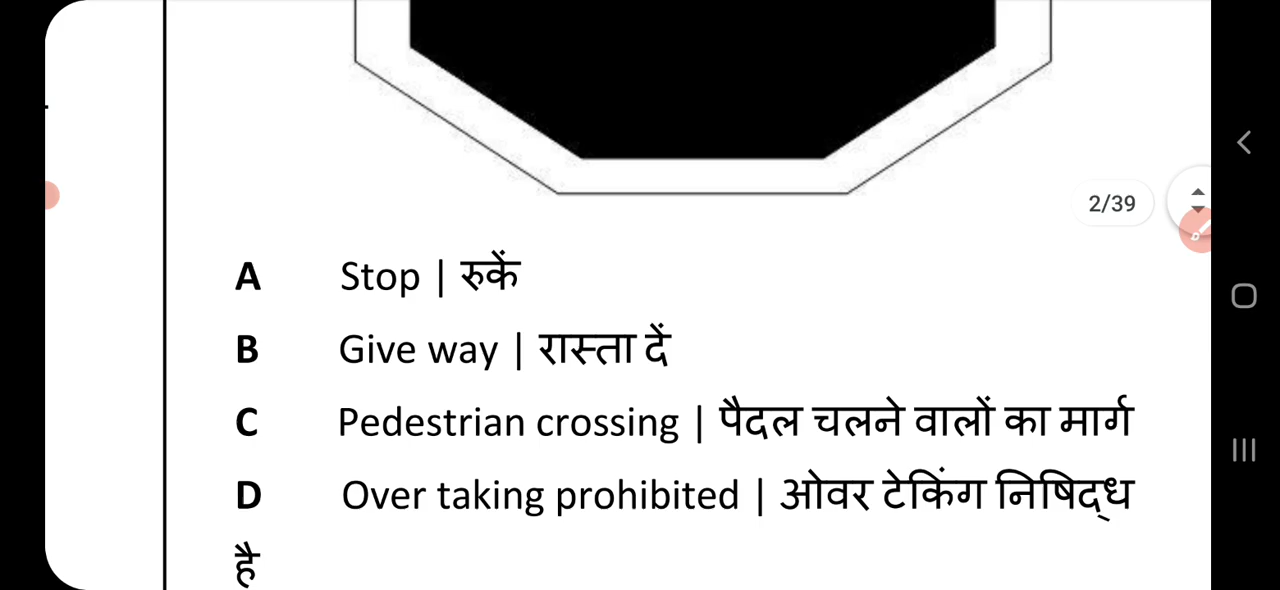 2/39
A Stop | रुकें
B Give way | रास्ता दें
C Pedestrian crossing | पैदल चलने वालों का मार्ग
D Over taking prohibited | ओवर टेकिंग निषिद्ध
है